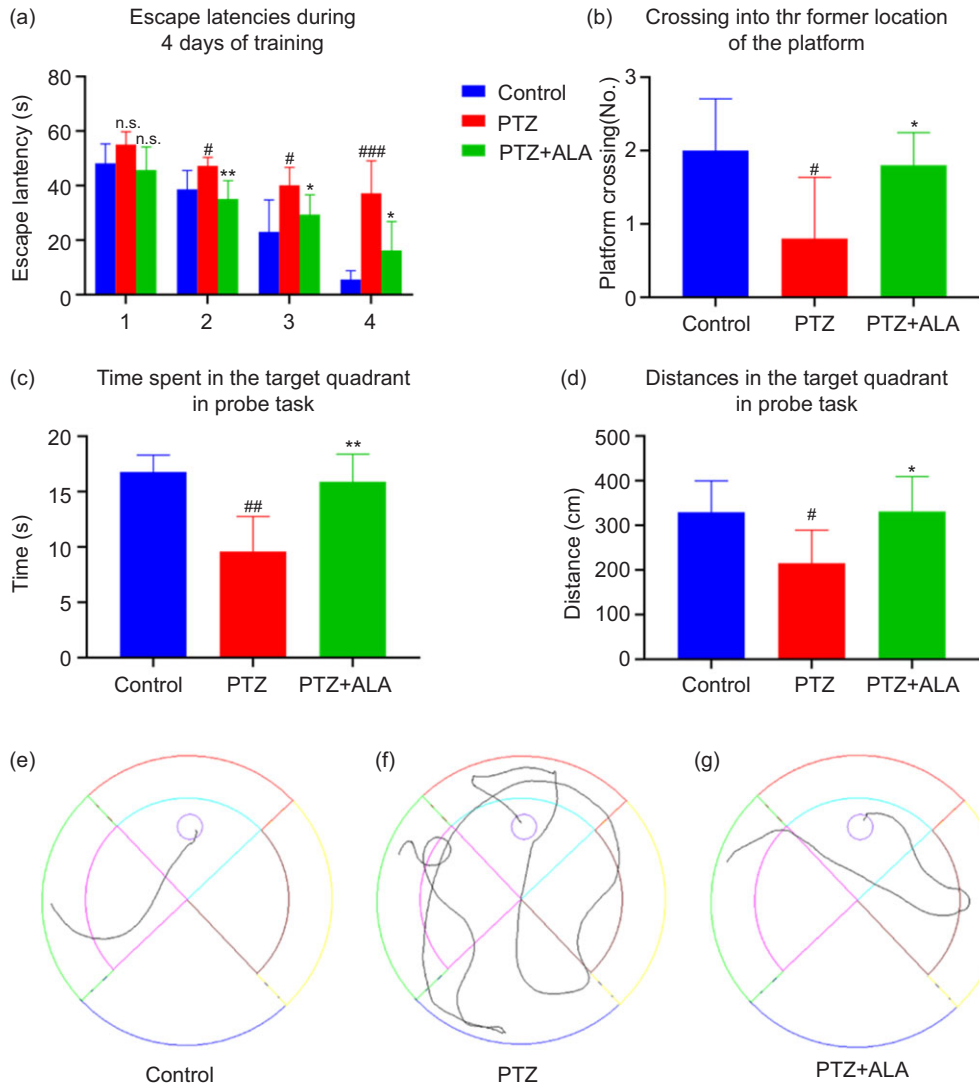 (a) Escape latencies during
4 days of training
Escape lantency (s)
80
60
40
20
0
n.s.
n.s.
#
**
#
*
###
*
1 2 3 4
Control
PTZ
PTZ+ALA
(b) Crossing into thr former location
of the platform
Platform crossing(No.)
3
2
1
0
#
*
Control PTZ PTZ+ALA
(c) Time spent in the target quadrant
in probe task
Time (s)
20
15
10
5
0
##
**
Control PTZ PTZ+ALA
(d) Distances in the target quadrant
in probe task
Distance (cm)
500
400
300
200
100
0
#
*
Control PTZ PTZ+ALA
(e) (f) (g)
Control PTZ PTZ+ALA